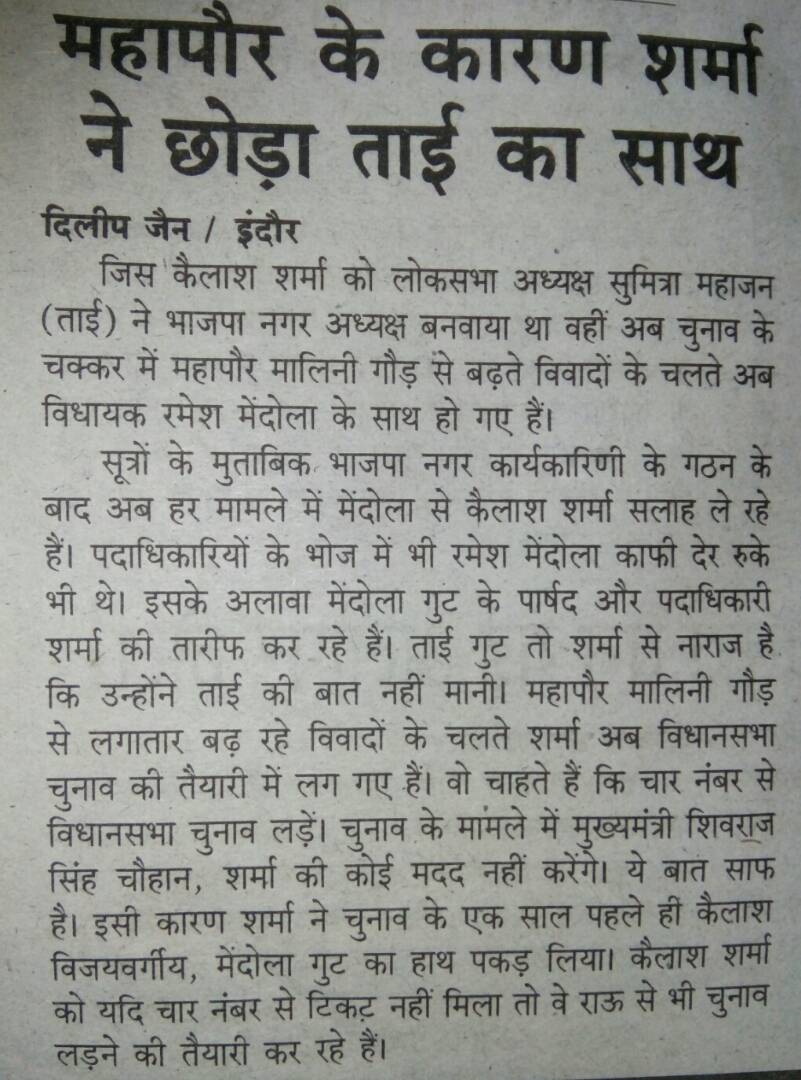 महापौर के कारण शर्मा
ने छोड़ा ताई का साथ
दिलीप जैन / इंदौर
जिस कैलाश शर्मा को लोकसभा अध्यक्ष सुमित्रा महाजन
(ताई) ने भाजपा नगर अध्यक्ष बनवाया था वहीं अब चुनाव के
चक्कर में महापौर मालिनी गौड़ से बढ़ते विवादों के चलते अब
विधायक रमेश मेंदोला के साथ हो गए हैं।
सूत्रों के मुताबिक भाजपा नगर कार्यकारिणी के गठन के
बाद अब हर मामले में मेंदोला से कैलाश शर्मा सलाह ले रहे
हैं। पदाधिकारियों के भोज में भी रमेश मेंदोला काफी देर रुके
भी थे। इसके अलावा मेंदोला गुट के पार्षद और पदाधिकारी
शर्मा की तारीफ कर रहे हैं। ताई गुट तो शर्मा से नाराज है
कि उन्होंने ताई की बात नहीं मानी। महापौर मालिनी गौड़
से लगातार बढ़ रहे विवादों के चलते शर्मा अब विधानसभा
चुनाव की तैयारी में लग गए हैं। वो चाहते हैं कि चार नंबर से
विधानसभा चुनाव लड़ें। चुनाव के मामले में मुख्यमंत्री शिवराज
सिंह चौहान, शर्मा की कोई मदद नहीं करेंगे। ये बात साफ
है। इसी कारण शर्मा ने चुनाव के एक साल पहले ही कैलाश
विजयवर्गीय, मेंदोला गुट का हाथ पकड़ लिया। कैलाश शर्मा
को यदि चार नंबर से टिकट नहीं मिला तो वे राऊ से भी चुनाव
लड़ने की तैयारी कर रहे हैं।